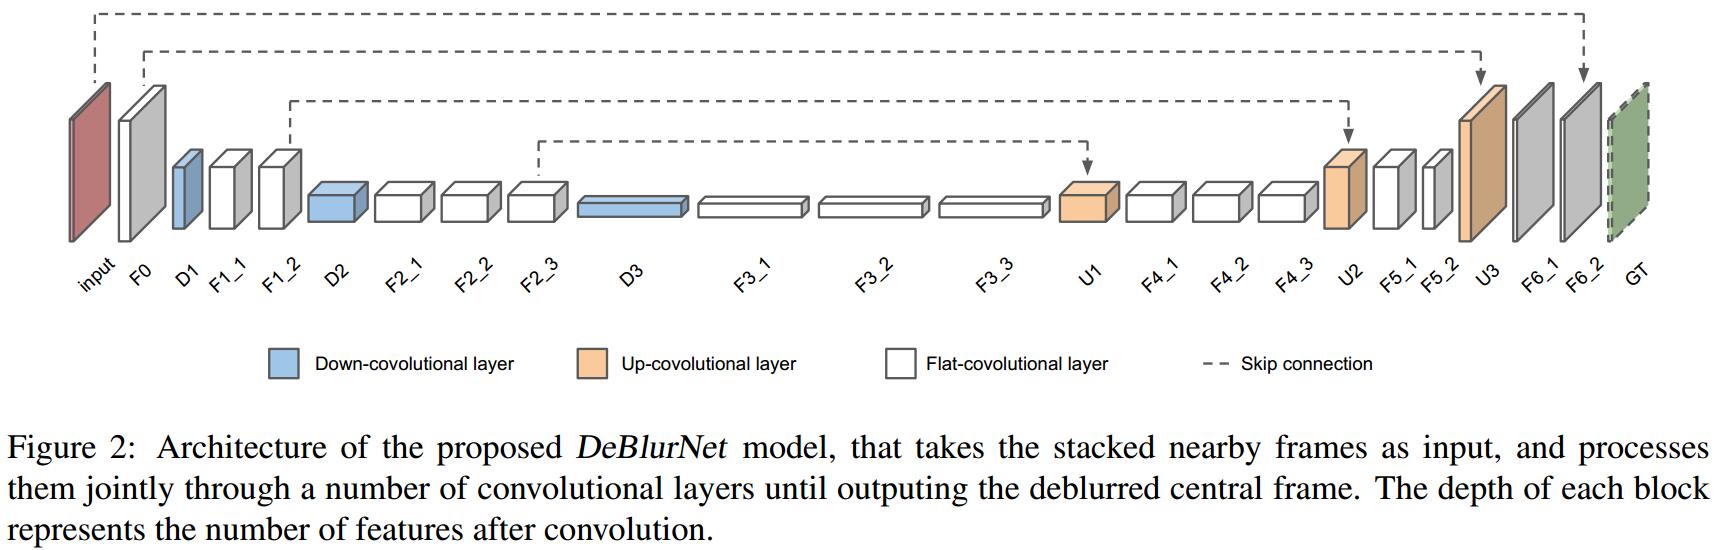 input F0 D1 F1_1 F1_2 D2 F2_1 F2_2 F2_3 D3 F3_1 F3_2 F3_3 U1 F4_1 F4_2 F4_3 U2 F5_1 F5_2 U3 F6_1 F6_2 GT
Down-covolutional layer Up-covolutional layer Flat-covolutional layer Skip connection
Figure 2: Architecture of the proposed DeBlurNet model, that takes the stacked nearby frames as input, and processes
them jointly through a number of convolutional layers until outputing the deblurred central frame. The depth of each block
represents the number of features after convolution.